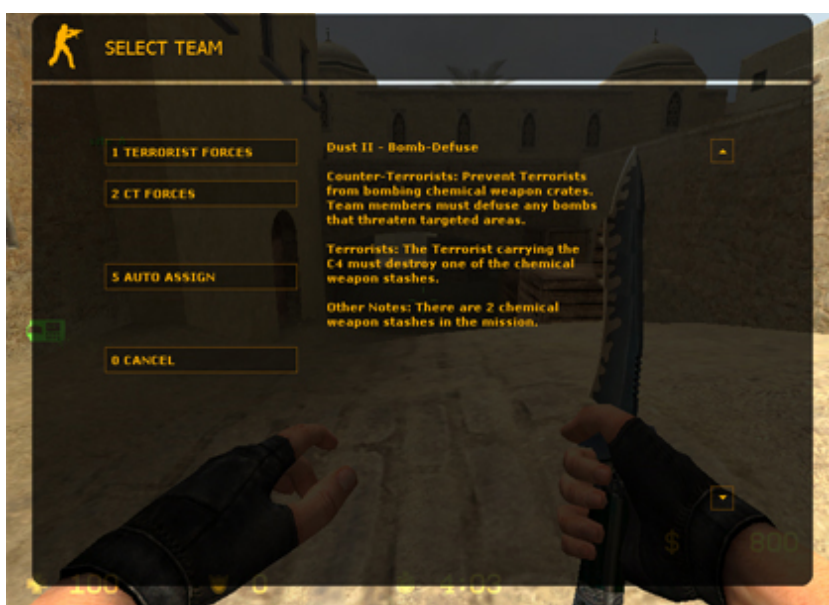 SELECT TEAM
1 TERRORIST FORCES
2 CT FORCES
5 AUTO ASSIGN
0 CANCEL
Dust II - Bomb-Defuse
Counter-Terrorists: Prevent Terrorists
from bombing chemical weapon crates.
Team members must defuse any bombs
that threaten targeted areas.
Terrorists: The Terrorist carrying the
C4 must destroy one of the chemical
weapon stashes.
Other Notes: There are 2 chemical
weapon stashes in the mission.
100
0
4:03
$ 800